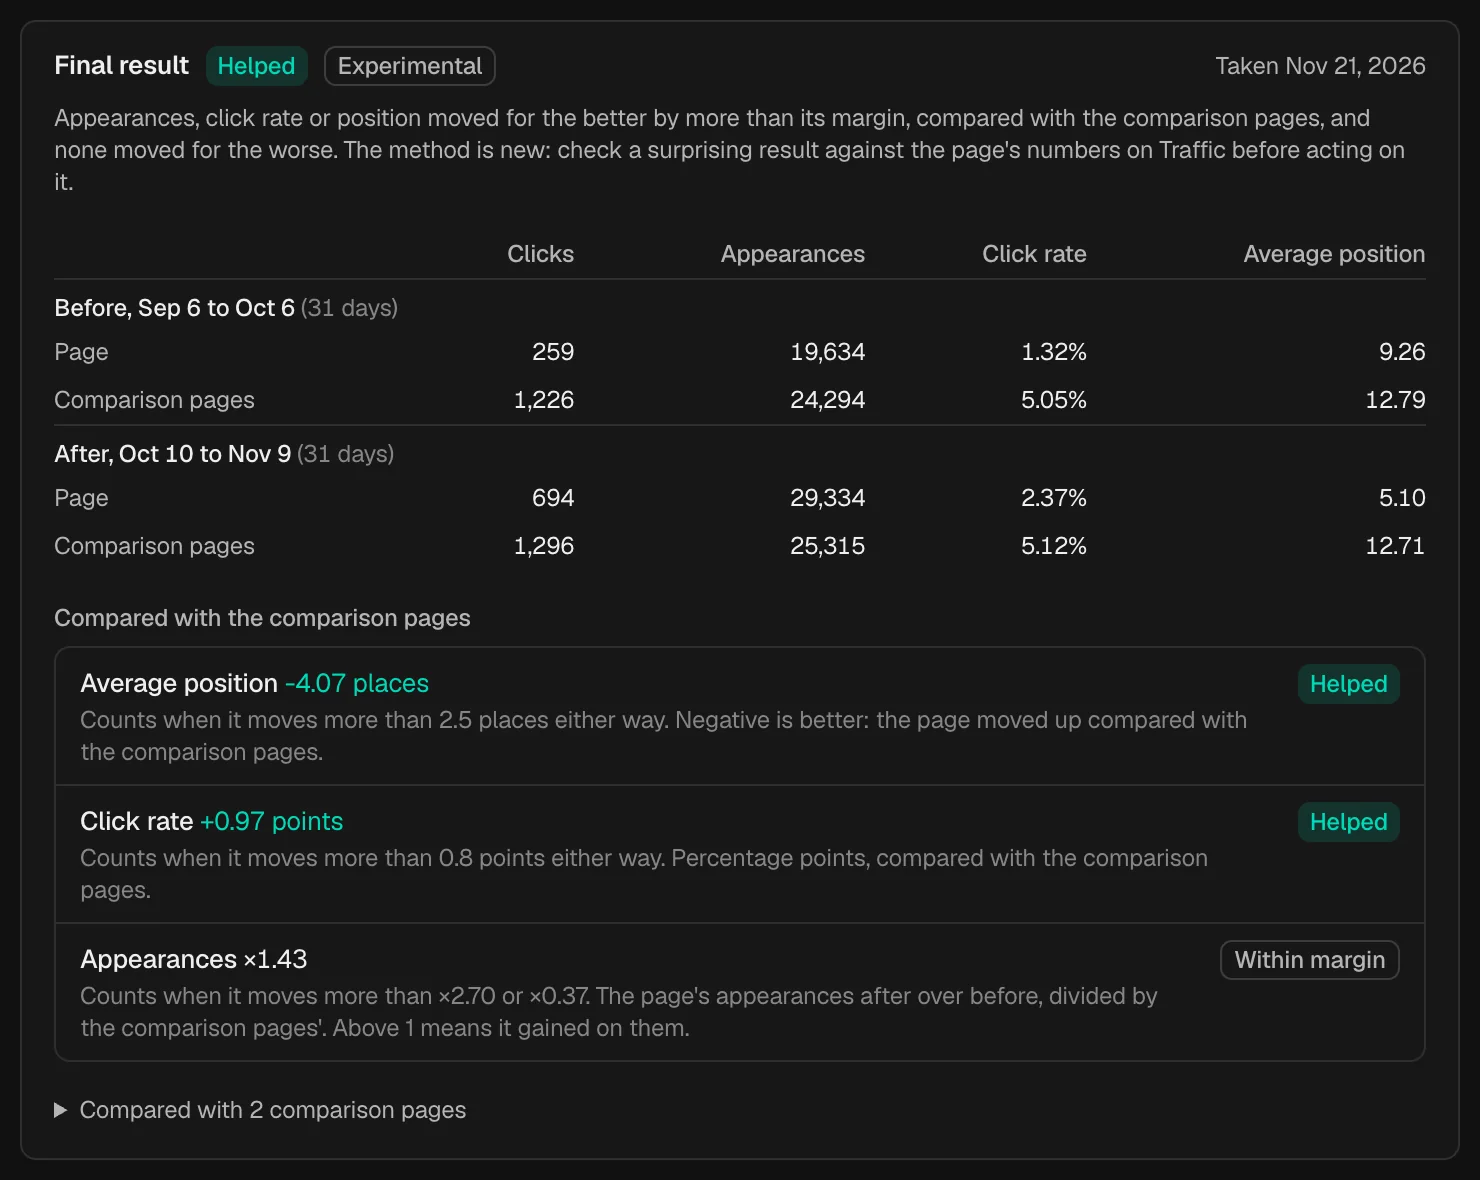 Final result Helped Experimental Taken Nov 21, 2026
Appearances, click rate or position moved for the better by more than its margin, compared with the comparison pages, and
none moved for the worse. The method is new: check a surprising result against the page's numbers on Traffic before acting on
it.
Clicks Appearances Click rate Average position
Before, Sep 6 to Oct 6 (31 days)
Page 259 19,634 1.32% 9.26
Comparison pages 1,226 24,294 5.05% 12.79
After, Oct 10 to Nov 9 (31 days)
Page 694 29,334 2.37% 5.10
Comparison pages 1,296 25,315 5.12% 12.71
Compared with the comparison pages
Average position -4.07 places Helped
Counts when it moves more than 2.5 places either way. Negative is better: the page moved up compared with
the comparison pages.
Click rate +0.97 points Helped
Counts when it moves more than 0.8 points either way. Percentage points, compared with the comparison
pages.
Appearances ×1.43 Within margin
Counts when it moves more than ×2.70 or ×0.37. The page's appearances after over before, divided by
the comparison pages'. Above 1 means it gained on them.
▶ Compared with 2 comparison pages